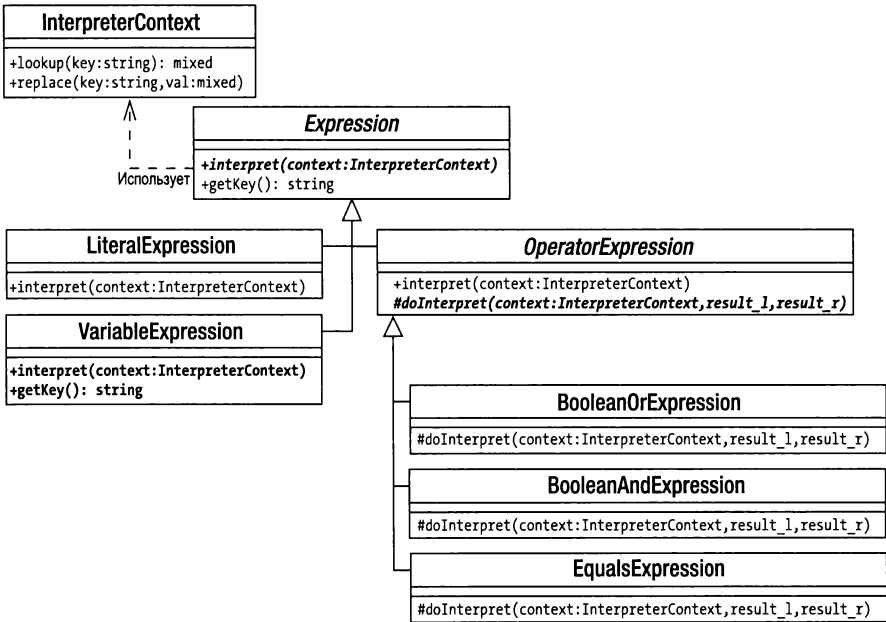 InterpreterContext
+lookup(key:string): mixed
+replace(key:string,val:mixed)
Expression
+interpret(context:InterpreterContext)
+getKey(): string
Использует
LiteralExpression
+interpret(context:InterpreterContext)
OperatorExpression
+interpret(context:InterpreterContext)
#doInterpret(context:InterpreterContext,result_l,result_r)
VariableExpression
+interpret(context:InterpreterContext)
+getKey(): string
BooleanOrExpression
#doInterpret(context:InterpreterContext,result_l,result_r)
BooleanAndExpression
#doInterpret(context:InterpreterContext,result_l,result_r)
EqualsExpression
#doInterpret(context:InterpreterContext,result_l,result_r)